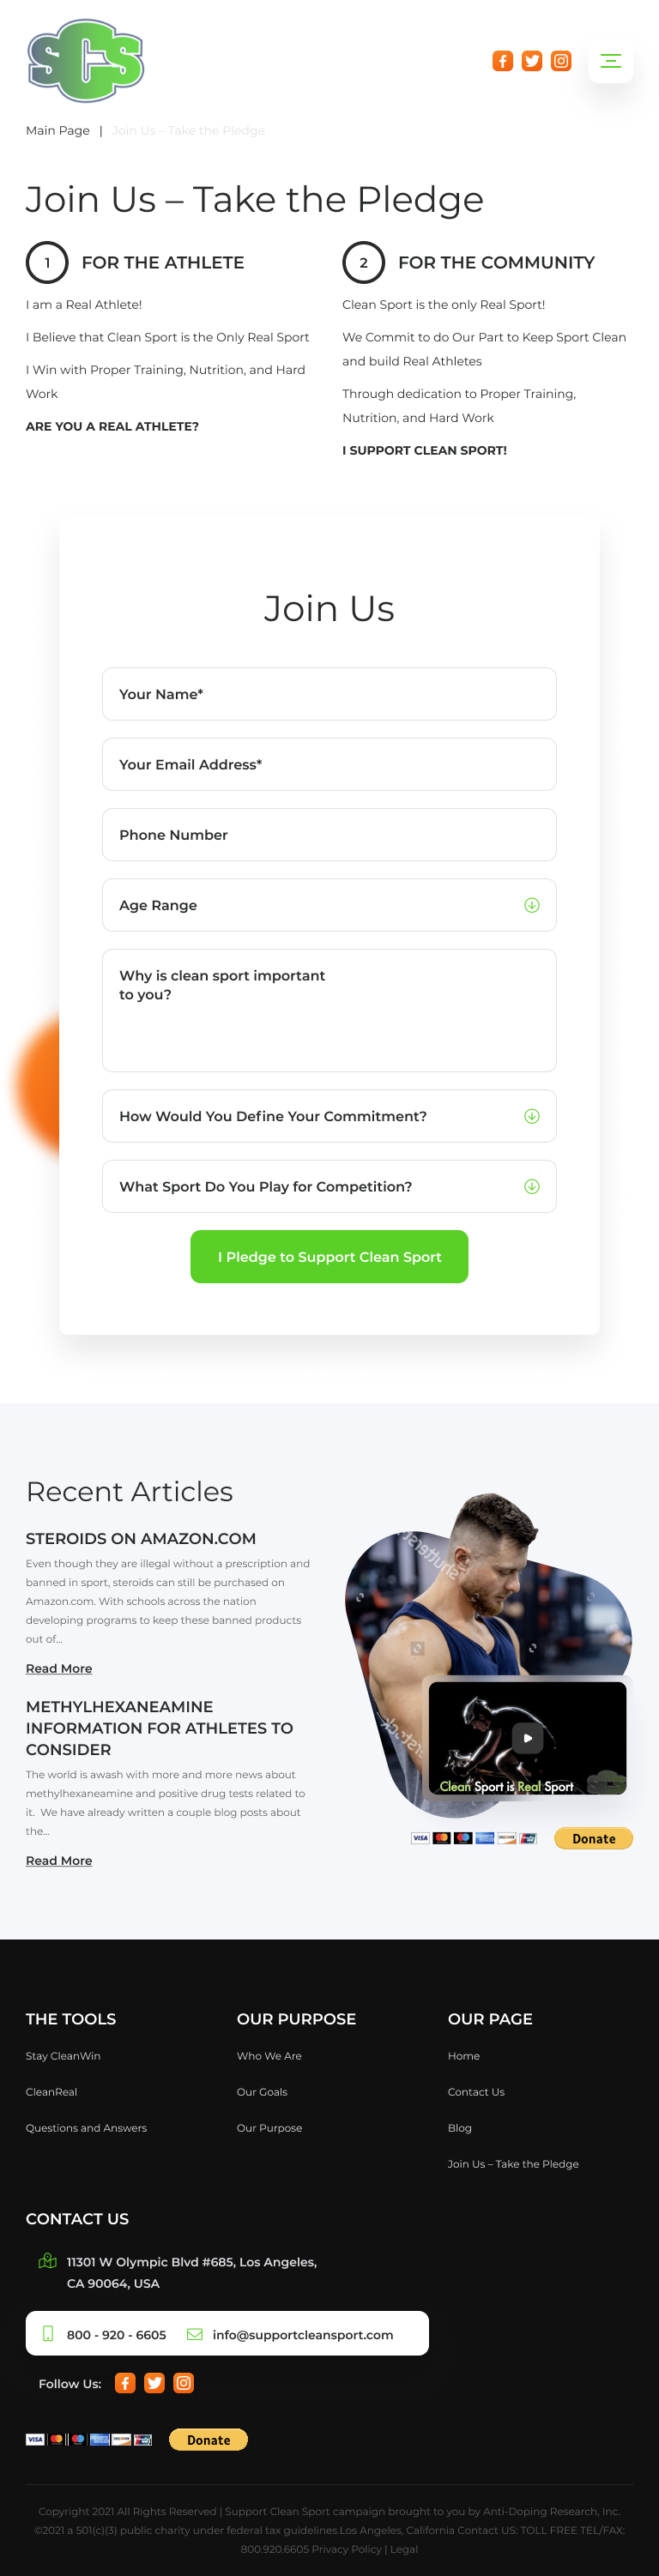 SCS
Main Page | Join Us – Take the Pledge
Join Us – Take the Pledge
1 FOR THE ATHLETE
I am a Real Athlete!
I Believe that Clean Sport is the Only Real Sport
I Win with Proper Training, Nutrition, and Hard
Work
ARE YOU A REAL ATHLETE?
2 FOR THE COMMUNITY
Clean Sport is the only Real Sport!
We Commit to do Our Part to Keep Sport Clean
and build Real Athletes
Through dedication to Proper Training,
Nutrition, and Hard Work
I SUPPORT CLEAN SPORT!
Join Us
Your Name*
Your Email Address*
Phone Number
Age Range
Why is clean sport important
to you?
How Would You Define Your Commitment?
What Sport Do You Play for Competition?
I Pledge to Support Clean Sport
Recent Articles
STEROIDS ON AMAZON.COM
Even though they are illegal without a prescription and
banned in sport, steroids can still be purchased on
Amazon.com. With schools across the nation
developing programs to keep these banned products
out of...
Read More
METHYLHEXANEAMINE
INFORMATION FOR ATHLETES TO
CONSIDER
The world is awash with more and more news about
methylhexaneamine and positive drug tests related to
it.  We have already written a couple blog posts about
the...
Read More
Clean Sport is Real Sport
VISA
Donate
THE TOOLS
Stay CleanWin
CleanReal
Questions and Answers
OUR PURPOSE
Who We Are
Our Goals
Our Purpose
OUR PAGE
Home
Contact Us
Blog
Join Us – Take the Pledge
CONTACT US
11301 W Olympic Blvd #685, Los Angeles,
CA 90064, USA
800 - 920 - 6605 info@supportcleansport.com
Follow Us:
VISA
Donate
Copyright 2021 All Rights Reserved | Support Clean Sport campaign brought to you by Anti-Doping Research, Inc.
©2021 a 501(c)(3) public charity under federal tax guidelines.Los Angeles, California Contact US: TOLL FREE TEL/FAX:
800.920.6605 Privacy Policy | Legal